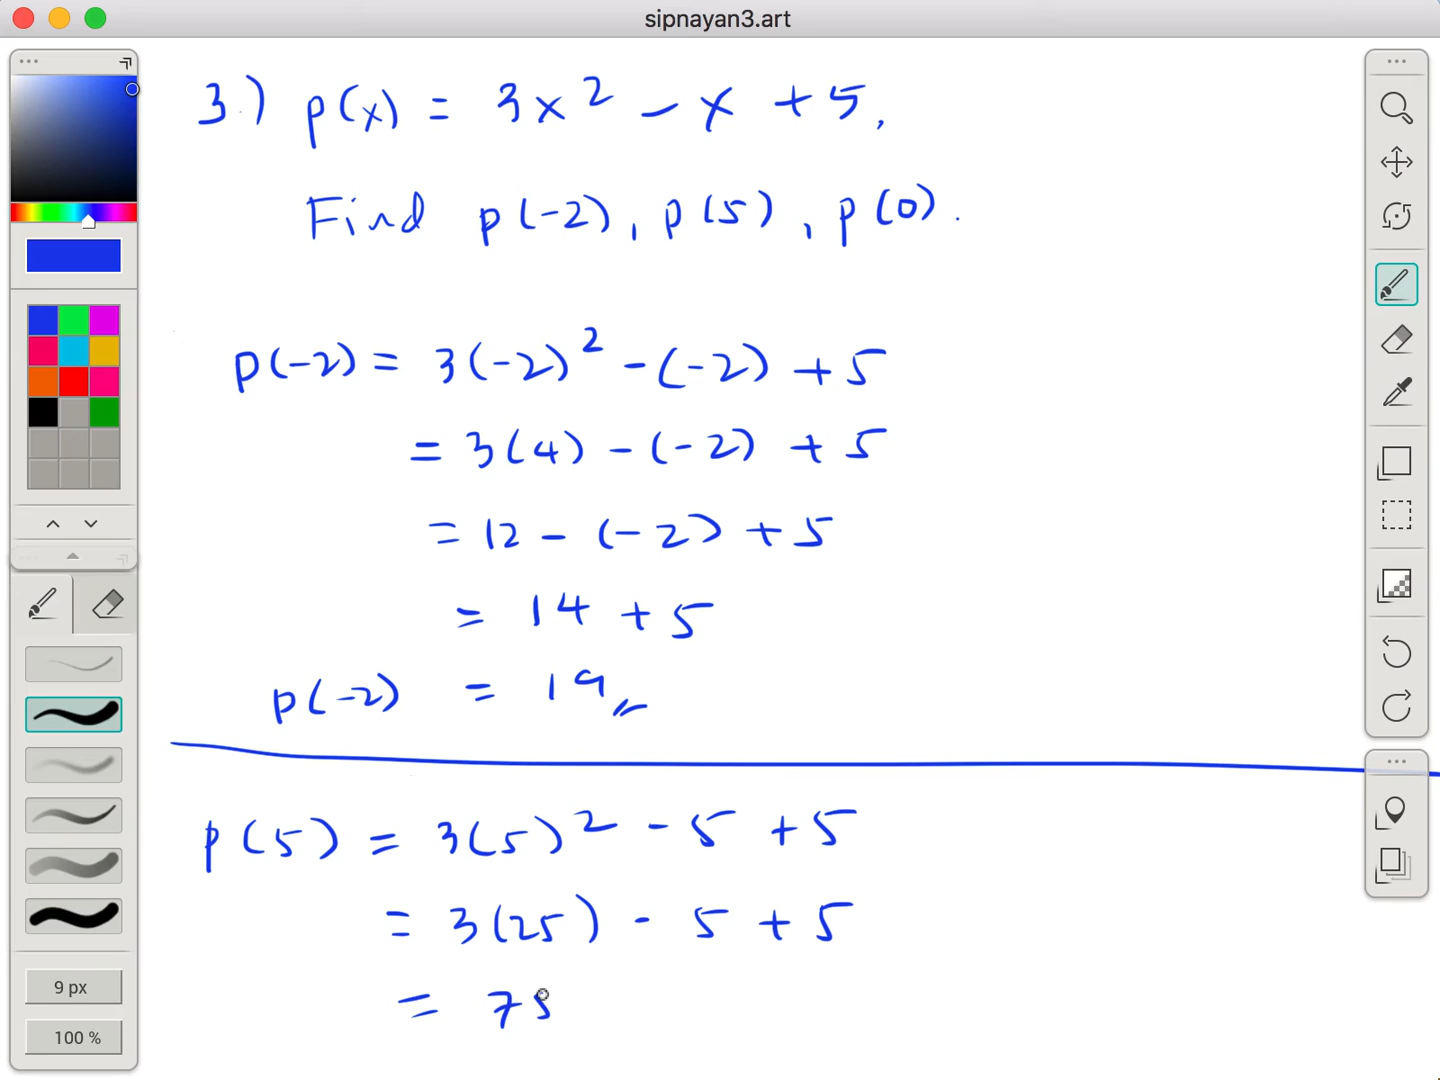 sipnayan3.art
3.) p(x) = 3x² - x + 5,
Find p(-2), p(5), p(0).
p(-2) = 3(-2)² - (-2) + 5
= 3(4) - (-2) + 5
= 12 - (-2) + 5
= 14 + 5
p(-2) = 19
p(5) = 3(5)² - 5 + 5
= 3(25) - 5 + 5
= 75
9 px
100 %